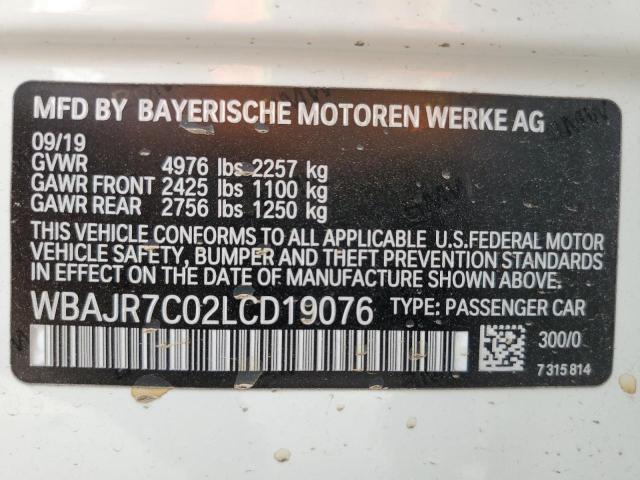 MFD BY BAYERISCHE MOTOREN WERKE AG
09/19
GVWR 4976 lbs 2257 kg
GAWR FRONT 2425 lbs 1100 kg
GAWR REAR 2756 lbs 1250 kg
THIS VEHICLE CONFORMS TO ALL APPLICABLE U.S.FEDERAL MOTOR
VEHICLE SAFETY, BUMPER AND THEFT PREVENTION STANDARDS
IN EFFECT ON THE DATE OF MANUFACTURE SHOWN ABOVE.
WBAJR7C02LCD19076 TYPE: PASSENGER CAR
300/0
7 315 814